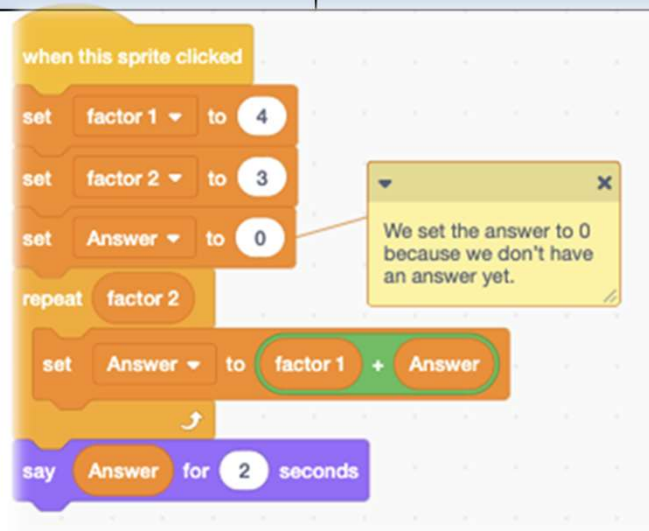 when this sprite clicked
set factor 1 to 4
set factor 2 to 3
set Answer to 0
We set the answer to 0
because we don't have
an answer yet.
repeat factor 2
set Answer to factor 1 + Answer
say Answer for 2 seconds